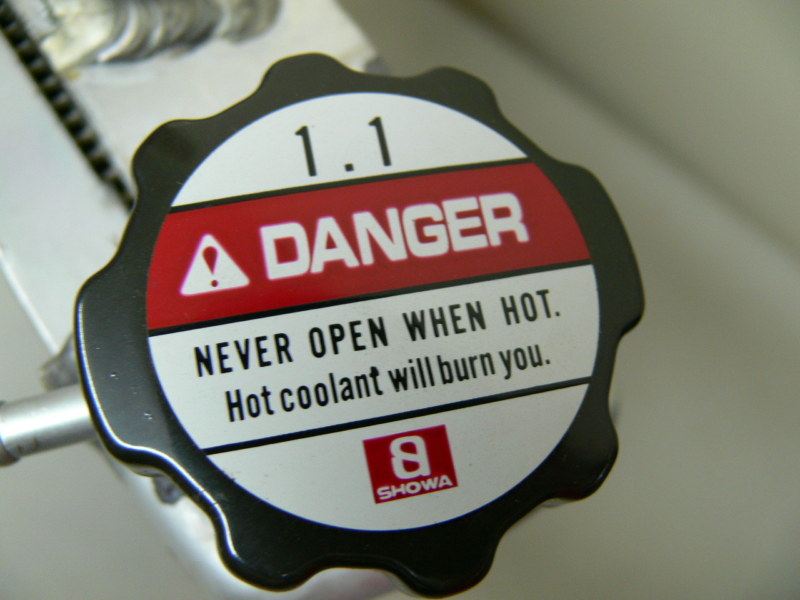 1.1
DANGER
NEVER OPEN WHEN HOT.
Hot coolant will burn you.
SHOWA